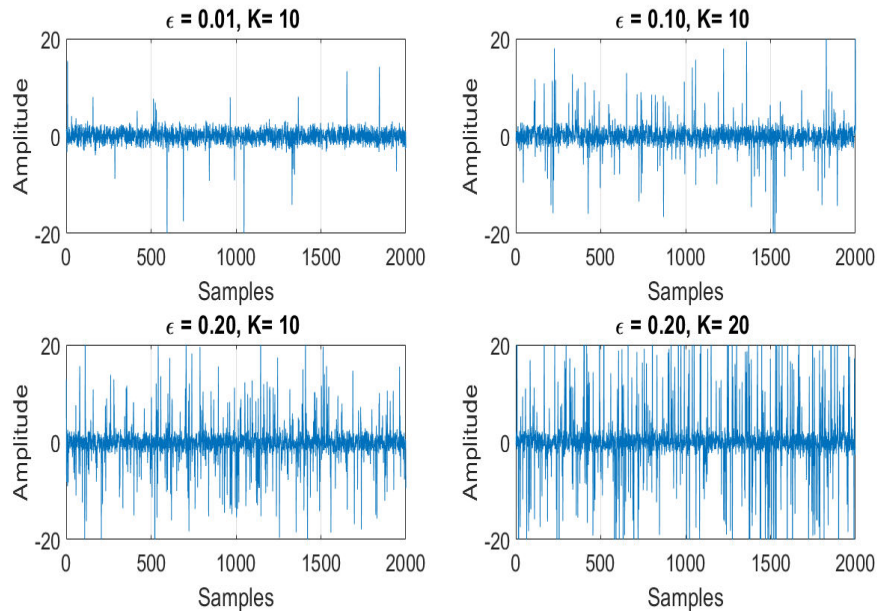 ϵ = 0.01, K= 10
20
0
-20
Amplitude
0 500 1000 1500 2000
Samples
ϵ = 0.10, K= 10
20
0
-20
Amplitude
0 500 1000 1500 2000
Samples
ϵ = 0.20, K= 10
20
0
-20
Amplitude
0 500 1000 1500 2000
Samples
ϵ = 0.20, K= 20
20
0
-20
Amplitude
0 500 1000 1500 2000
Samples